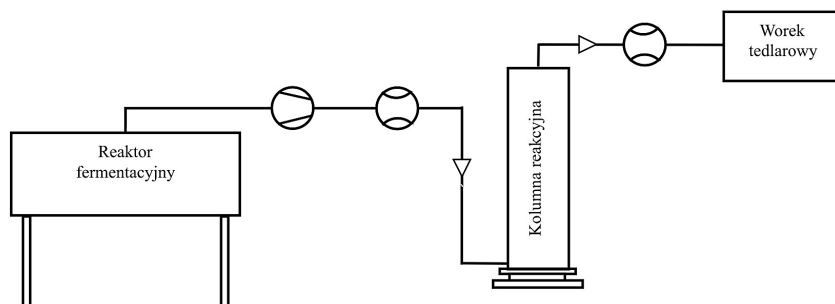 Reaktor
fermentacyjny
Kolumna reakcyjna
Worek
tedlarowy